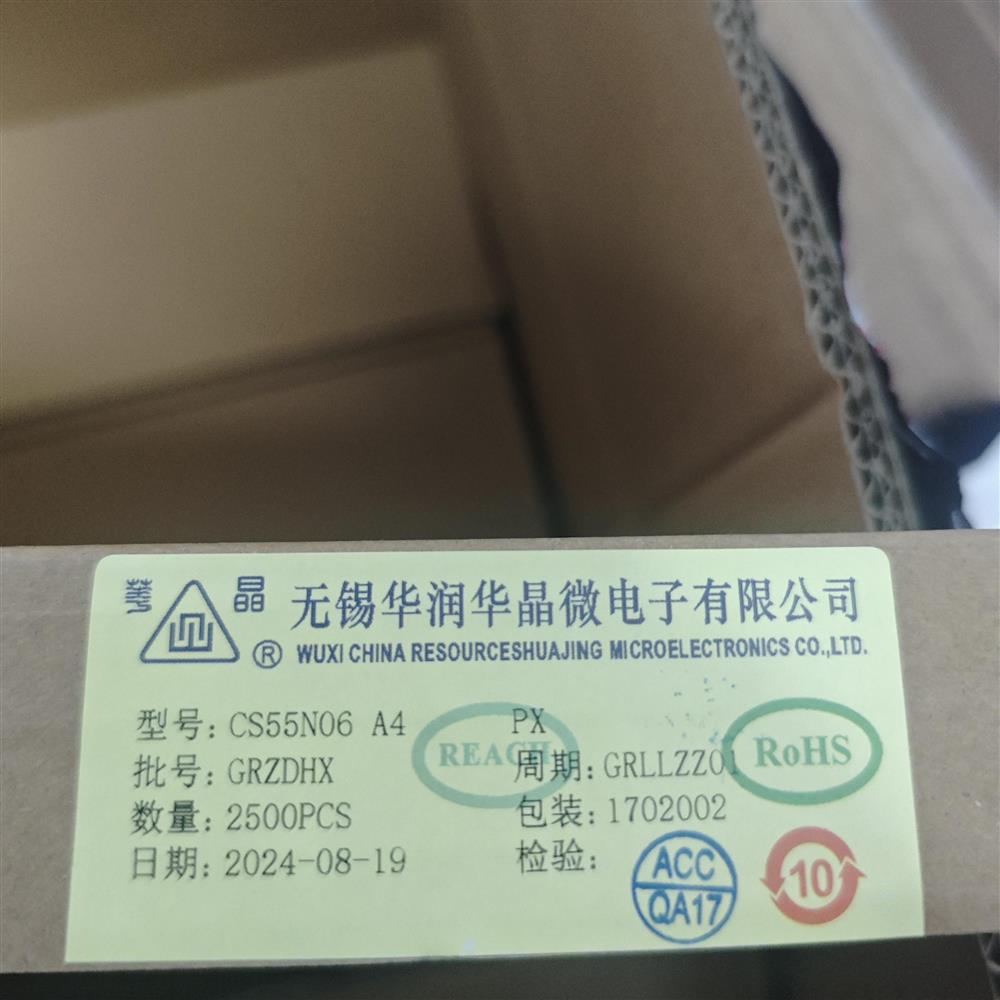 華 晶
®
无锡华润华晶微电子有限公司
WUXI CHINA RESOURCESHUAJING MICROELECTRONICS CO.,LTD.
型号: CS55N06 A4 PX
REACH
RoHS
批号: GRZDHX 周期: GRLLZZ01
数量: 2500PCS 包装: 1702002
日期: 2024-08-19 检验:
ACC
QA17
10